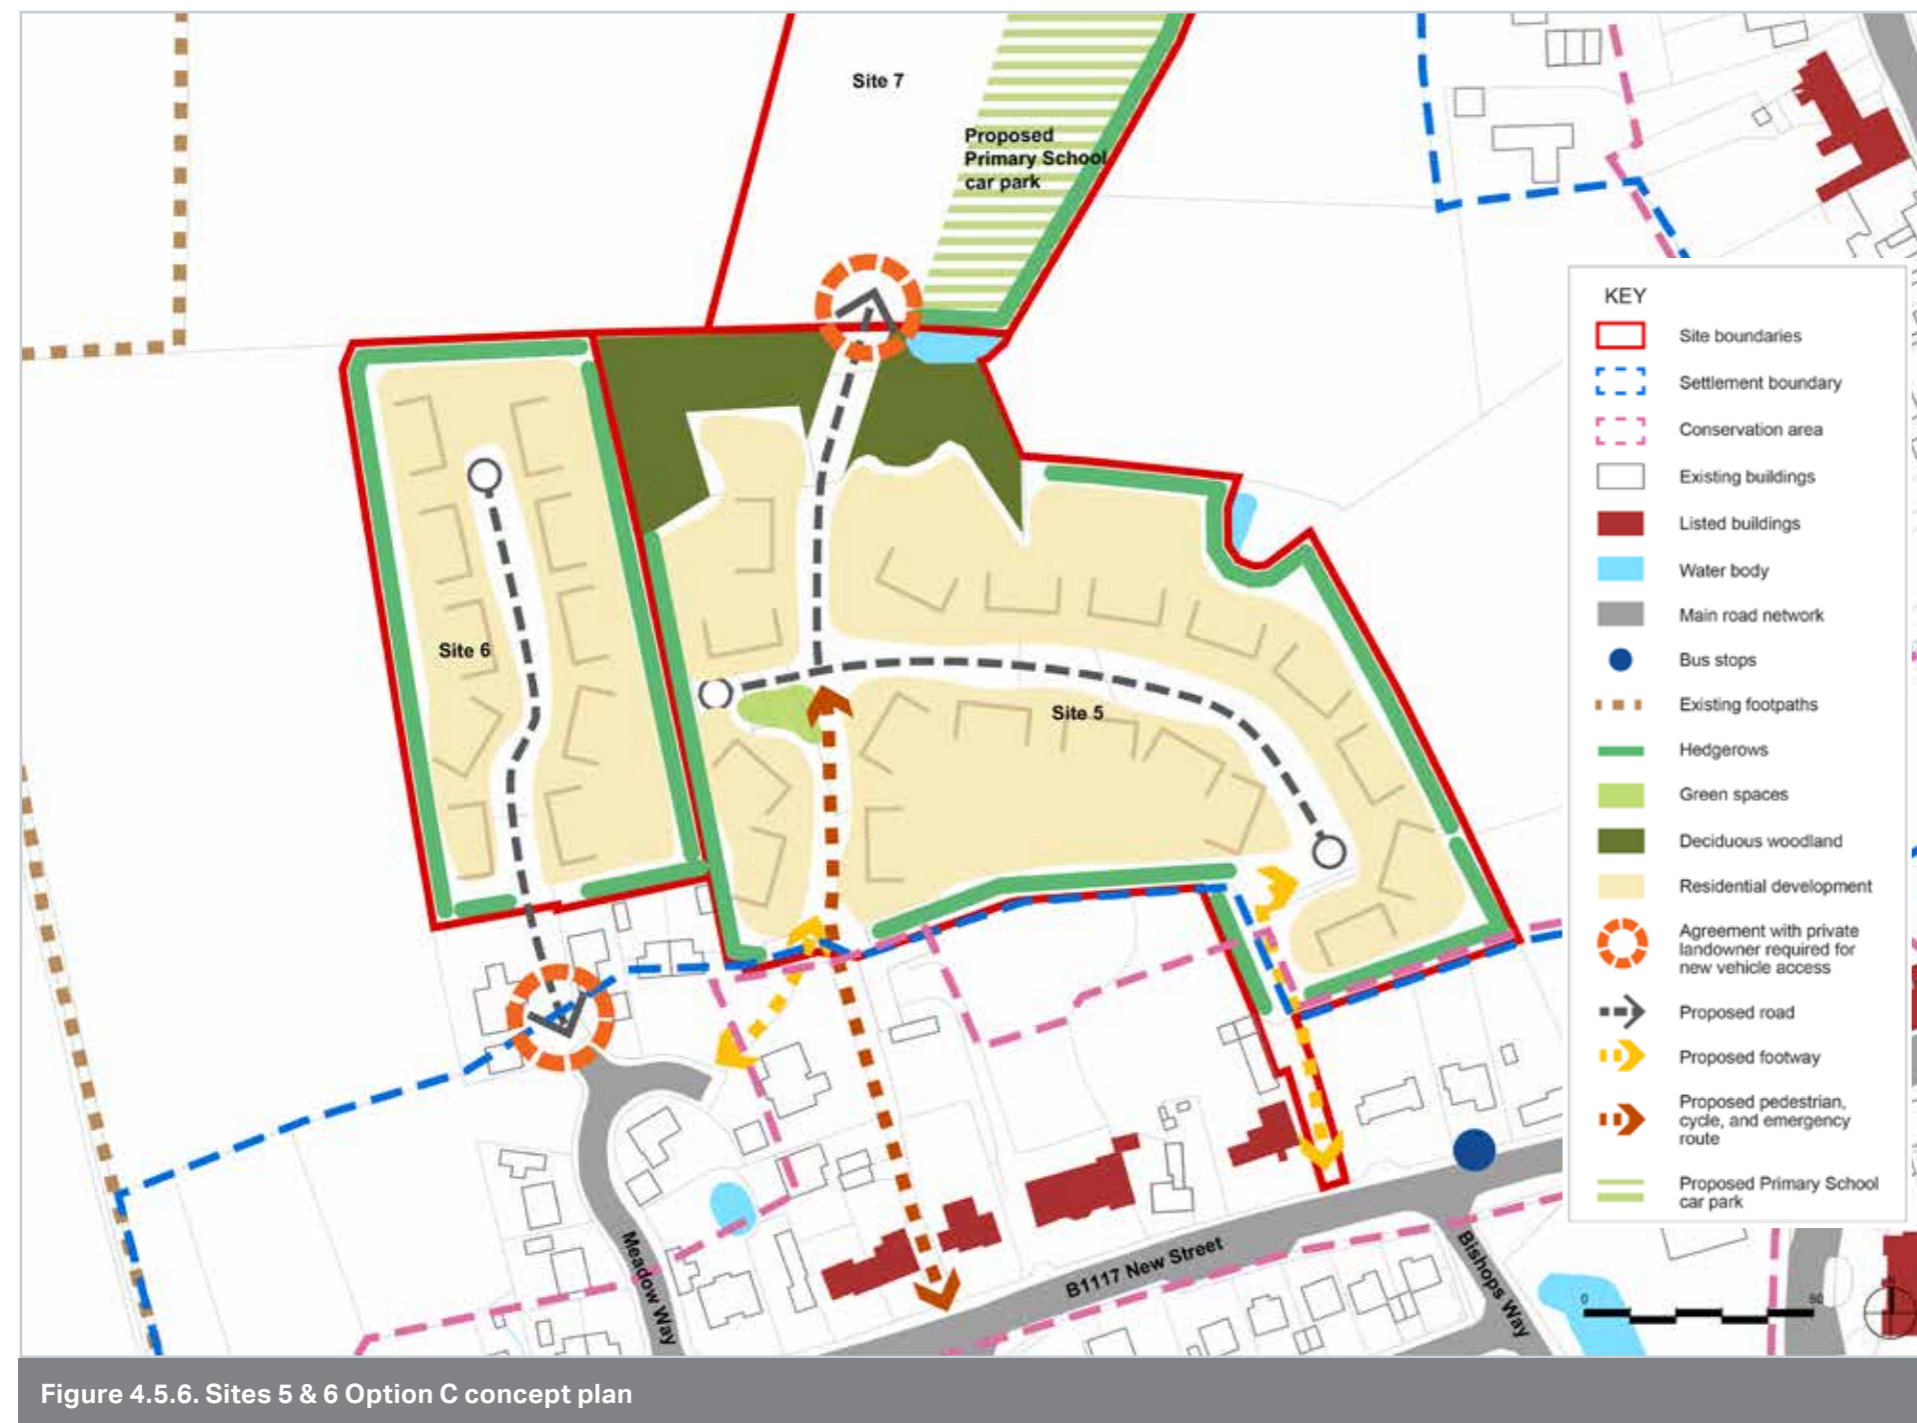 Site 7
Proposed
Primary School
car park
Site 6
Site 5
Meadow Way
B1117 New Street
Bishops Way
KEY
Site boundaries
Settlement boundary
Conservation area
Existing buildings
Listed buildings
Water body
Main road network
Bus stops
Existing footpaths
Hedgerows
Green spaces
Deciduous woodland
Residential development
Agreement with private
landowner required for
new vehicle access
Proposed road
Proposed footway
Proposed pedestrian,
cycle, and emergency
route
Proposed Primary School
car park
0
50
Figure 4.5.6. Sites 5 & 6 Option C concept plan